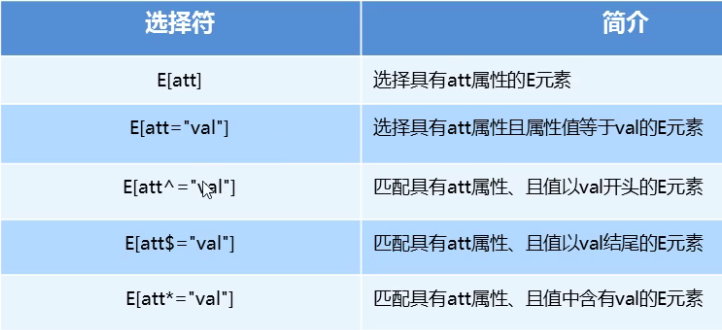 选择符 简介
E[att] 选择具有att属性的E元素
E[att="val"] 选择具有att属性且属性值等于val的E元素
E[att^="val"] 匹配具有att属性、且值以val开头的E元素
E[att$="val"] 匹配具有att属性、且值以val结尾的E元素
E[att*="val"] 匹配具有att属性、且值中含有val的E元素